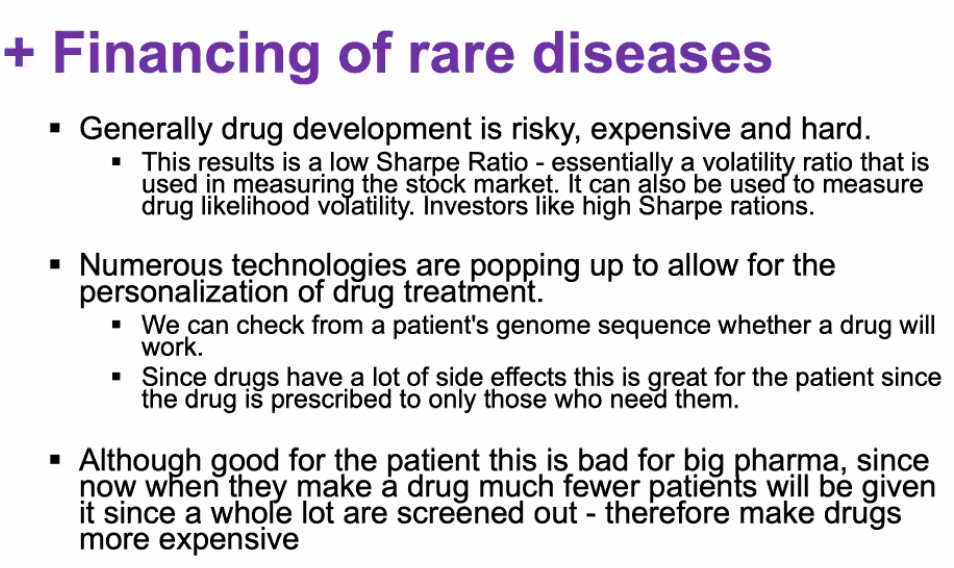 + Financing of rare diseases
▪ Generally drug development is risky, expensive and hard.
▪ This results is a low Sharpe Ratio - essentially a volatility ratio that is
used in measuring the stock market. It can also be used to measure
drug likelihood volatility. Investors like high Sharpe rations.
▪ Numerous technologies are popping up to allow for the
personalization of drug treatment.
▪ We can check from a patient's genome sequence whether a drug will
work.
▪ Since drugs have a lot of side effects this is great for the patient since
the drug is prescribed to only those who need them.
▪ Although good for the patient this is bad for big pharma, since
now when they make a drug much fewer patients will be given
it since a whole lot are screened out - therefore make drugs
more expensive